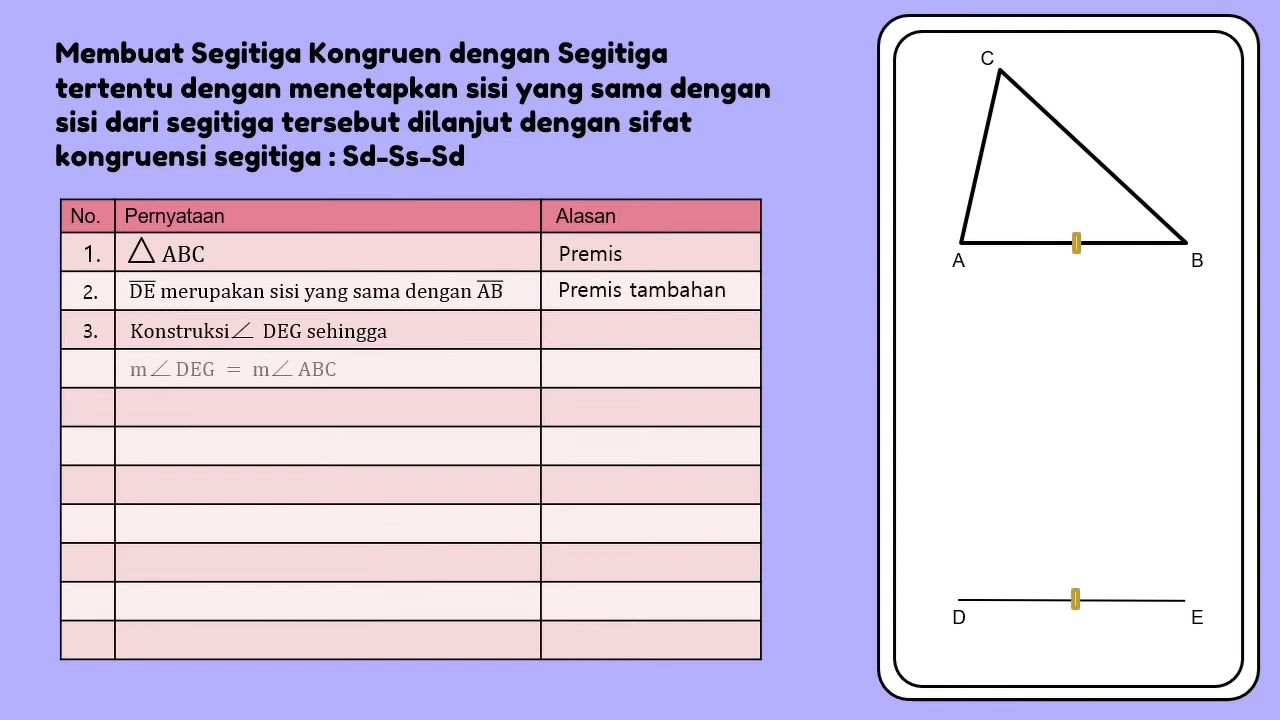 Membuat Segitiga Kongruen dengan Segitiga
tertentu dengan menetapkan sisi yang sama dengan
sisi dari segitiga tersebut dilanjut dengan sifat
kongruensi segitiga : Sd-Ss-Sd
No. Pernyataan Alasan
1. △ ABC Premis
2. D̅E̅ merupakan sisi yang sama dengan A̅B̅ Premis tambahan
3. Konstruksi∠ DEG sehingga
m∠ DEG = m∠ ABC
C
A B
D E